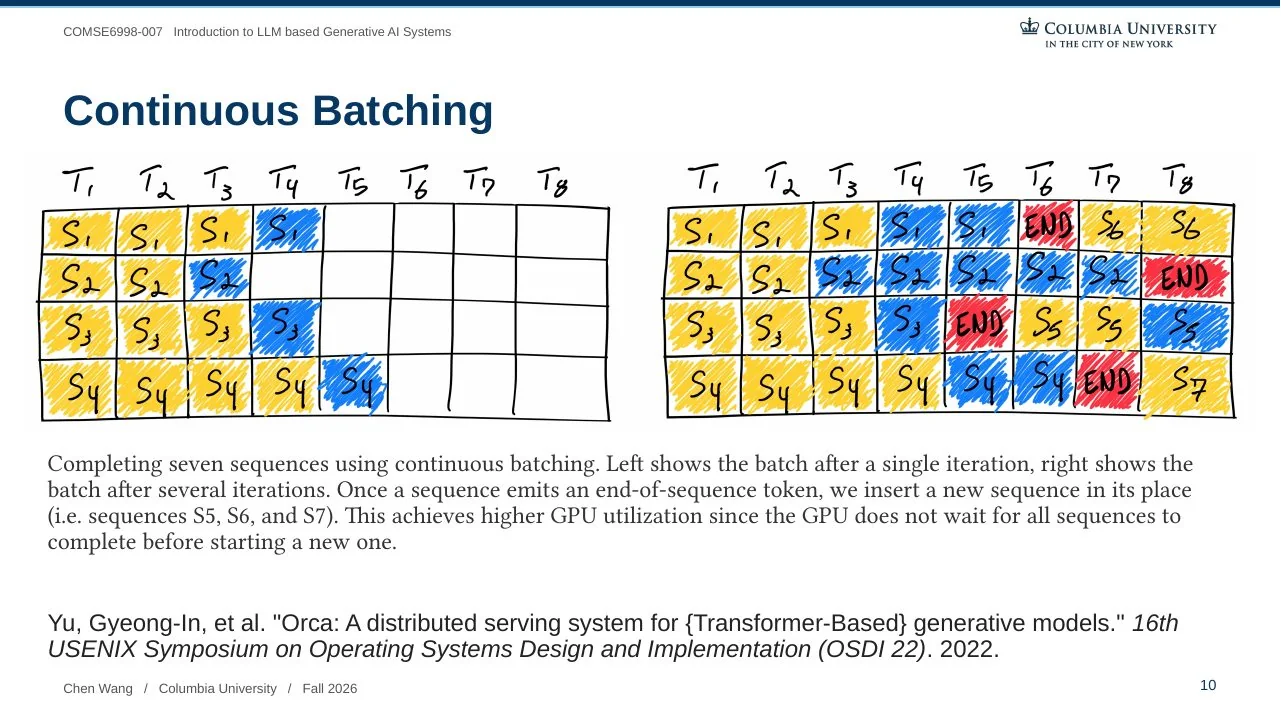 COMSE6998-007 Introduction to LLM based Generative AI Systems
COLUMBIA UNIVERSITY
IN THE CITY OF NEW YORK
Continuous Batching
T1 T2 T3 T4 T5 T6 T7 T8
S1 S1 S1 S1
S2 S2 S2
S3 S3 S3 S3
S4 S4 S4 S4 S4
T1 T2 T3 T4 T5 T6 T7 T8
S1 S1 S1 S1 S1 END S6 S6
S2 S2 S2 S2 S2 S2 S2 END
S3 S3 S3 S3 END S5 S5 S5
S4 S4 S4 S4 S4 S4 END S7
Completing seven sequences using continuous batching. Left shows the batch after a single iteration, right shows the
batch after several iterations. Once a sequence emits an end-of-sequence token, we insert a new sequence in its place
(i.e. sequences S5, S6, and S7). This achieves higher GPU utilization since the GPU does not wait for all sequences to
complete before starting a new one.
Yu, Gyeong-In, et al. "Orca: A distributed serving system for {Transformer-Based} generative models." 16th
USENIX Symposium on Operating Systems Design and Implementation (OSDI 22). 2022.
Chen Wang / Columbia University / Fall 2026
10